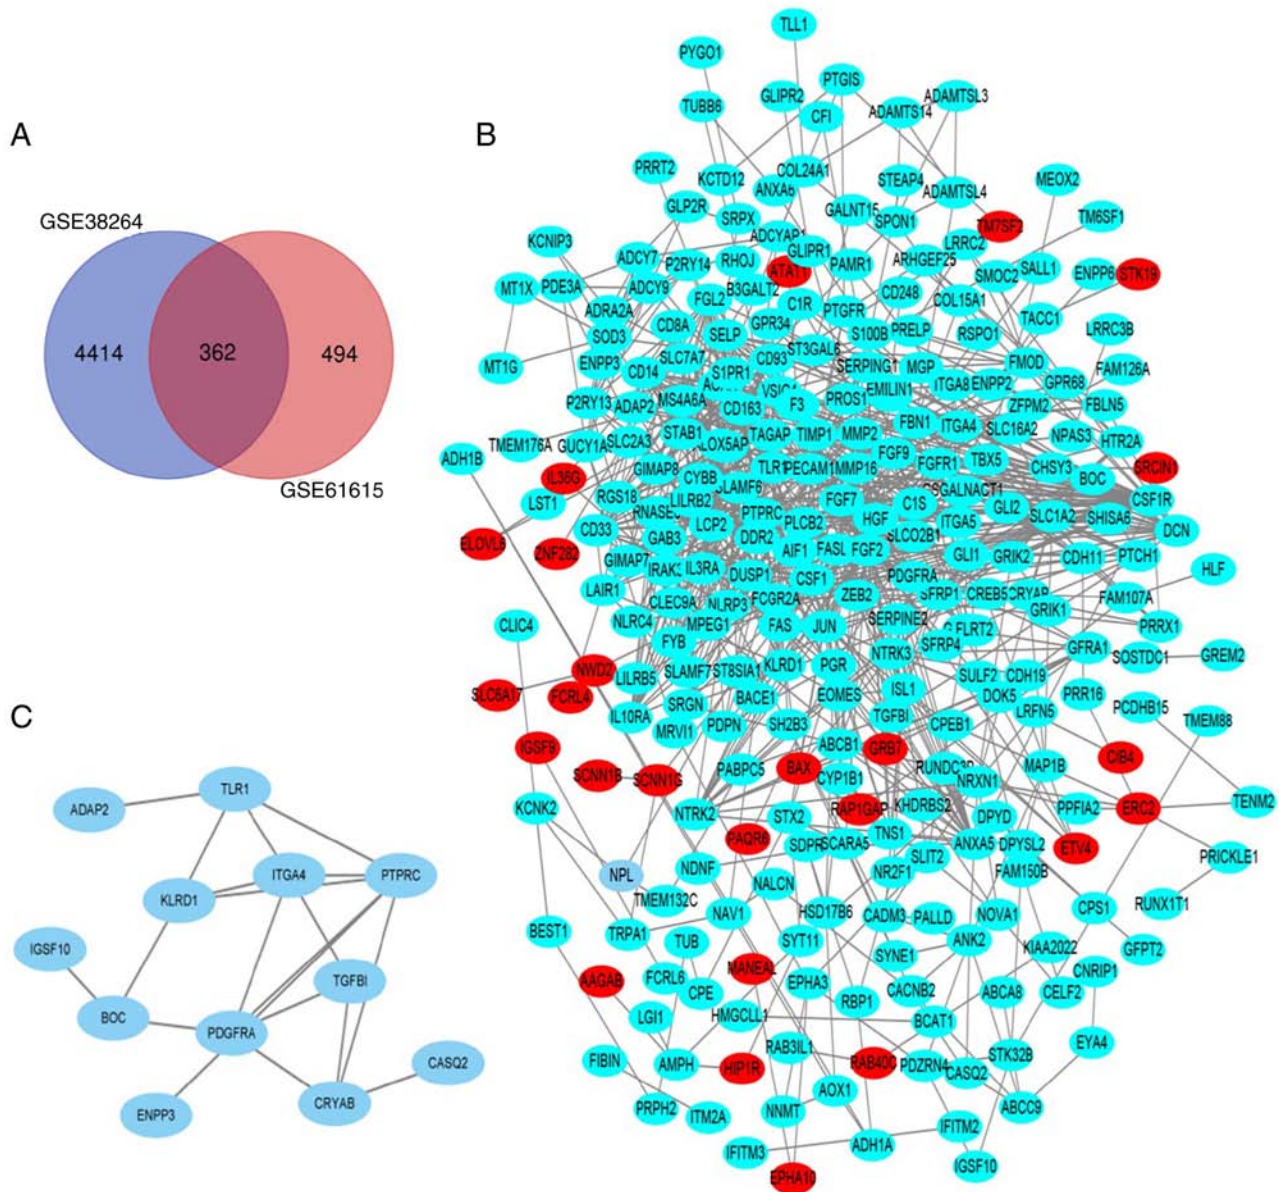 A
GSE38264
4414
362
494
GSE61615
B
TLL1
PYGO1
PTGIS
TUBB6
GLIPR2
CFI
ADAMTS14
ADAMTSL3
PRRT2
KCTD12
COL24A1
ANXA6
STEAP4
ADAMTSL4
MEOX2
GLP2R
SRPX
GALNT15
SPON1
TM7SF2
TM6SF1
KCNIP3
ADCY7
P2RY14
RHOJ
ADCYAP1
GLIPR1
PAMR1
ARHGEF25
LRRC2
SMOC2
SALL1
ENPP6
STK19
MT1X
PDE3A
ADCY9
ADRA2A
FGL2
B3GALT2
C1R
PTGFR
CD248
COL15A1
TACC1
SOD3
CD8A
SELP
GPR34
S100B
PRELP
RSPO1
LRRC3B
MT1G
ENPP3
CD14
SLC7A7
S1PR1
CD93
ST3GAL6
SERPING1
MGP
ITGA8
ENPP2
FMOD
GPR68
FAM126A
P2RY13
ADAP2
MS4A6A
CD163
F3
PROS1
EMILIN1
FBN1
ITGA4
ZFPM2
FBLN5
TMEM176A
SLC2A3
STAB1
TAGAP
TIMP1
MMP2
SLC16A2
NPAS3
HTR2A
ADH1B
IL36G
GIMAP8
CYBB
TLR1
PECAM1
MMP16
FGF9
FGFR1
TBX5
CHSY3
BOC
SRCIN1
LST1
RGS18
LILRB2
SLAMF6
PTPRC
FGF7
C1S
GLI2
SLC1A2
SHISA6
CSF1R
DCN
ELOVL6
ZNF282
CD33
GAB3
LCP2
DDR2
PLCB2
HGF
SLCO2B1
ITGA5
GIMAP7
IL3RA
AIF1
FGF2
GLI1
GRIK2
CDH11
PTCH1
HLF
LAIR1
CLEC9A
DUSP1
CSF1
PDGFRA
SFRP1
CREB5
FAM107A
CLIC4
NLRC4
NLRP3
FCGR2A
ZEB2
SERPINE2
GRIK1
PRRX1
FYB
MPEG1
FAS
JUN
SFRP4
FLRT2
GFRA1
SOSTDC1
GREM2
SLC6A17
NWD2
FCRL4
LILRB5
SLAMF7
ST8SIA1
KLRD1
PGR
NTRK3
SULF2
CDH19
IL10RA
SRGN
BACE1
EOMES
ISL1
DOK5
PRR16
PCDHB15
TMEM88
MRVI1
PDPN
SH2B3
TGFBI
CPEB1
LRFN5
IGSF9
SCNN1B
SCNN1G
PABPC5
BAX
ABCB1
GRB7
NRXN1
MAP1B
CIB4
KCNK2
NTRK2
CYP1B1
RAP1GAP
KHDRBS2
DPYD
PPFIA2
ERC2
TENM2
PAQR6
STX2
SDPR
SCARA5
TNS1
ANXA5
DPYSL2
ETV4
PRICKLE1
NPL
NDNF
NR2F1
SLIT2
FAM150B
TMEM132C
NALCN
HSD17B6
CADM3
PALLD
NOVA1
CPS1
RUNX1T1
BEST1
TRPA1
NAV1
SYT11
SYNE1
ANK2
KIAA2022
GFPT2
TUB
AAGAB
FCRL6
CPE
MANEAL
EPHA3
RBP1
CACNB2
ABCA8
CELF2
CNRIP1
LGI1
HMGCLL1
BCAT1
EYA4
FIBIN
AMPH
HIP1R
RAB3IL1
RAB40C
PDZRN4
CASQ2
STK32B
PRPH2
ITM2A
NNMT
AOX1
ABCC9
IFITM3
ADH1A
IFITM2
EPHA10
IGSF10
C
TLR1
ADAP2
ITGA4
PTPRC
KLRD1
IGSF10
TGFBI
BOC
PDGFRA
CASQ2
CRYAB
ENPP3